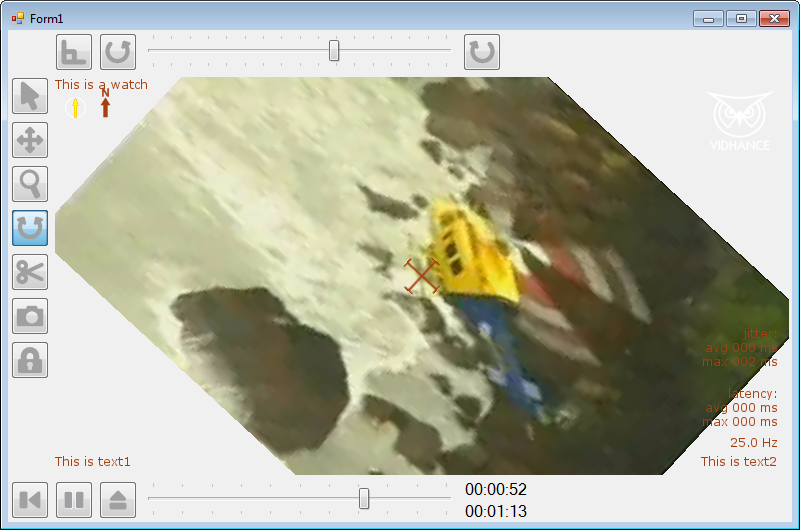 Form1
This is a watch
N
VIDHANCE
jitter:
avg 000 ms
max 002 ms
latency:
avg 000 ms
max 000 ms
25.0 Hz
This is text1
This is text2
00:00:52
00:01:13